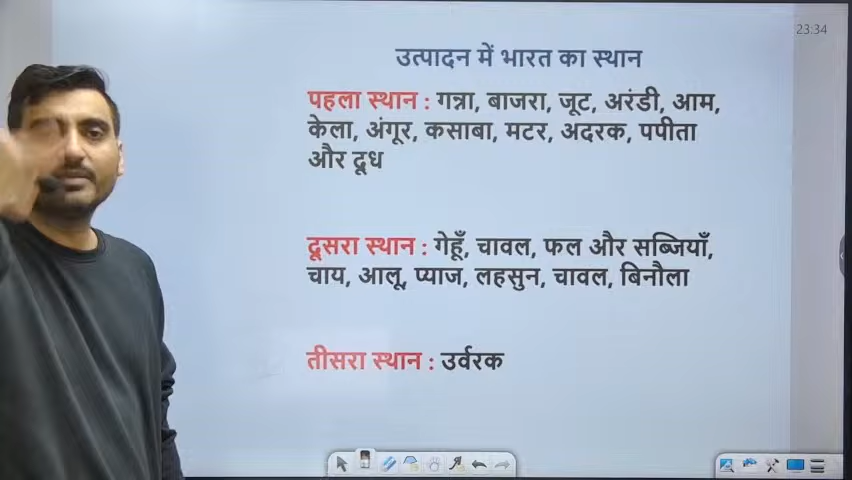 23:34
उत्पादन में भारत का स्थान
पहला स्थान : गन्ना, बाजरा, जूट, अरंडी, आम,
केला, अंगूर, कसाबा, मटर, अदरक, पपीता
और दूध
दूसरा स्थान : गेहूँ, चावल, फल और सब्जियाँ,
चाय, आलू, प्याज, लहसुन, चावल, बिनौला
तीसरा स्थान : उर्वरक